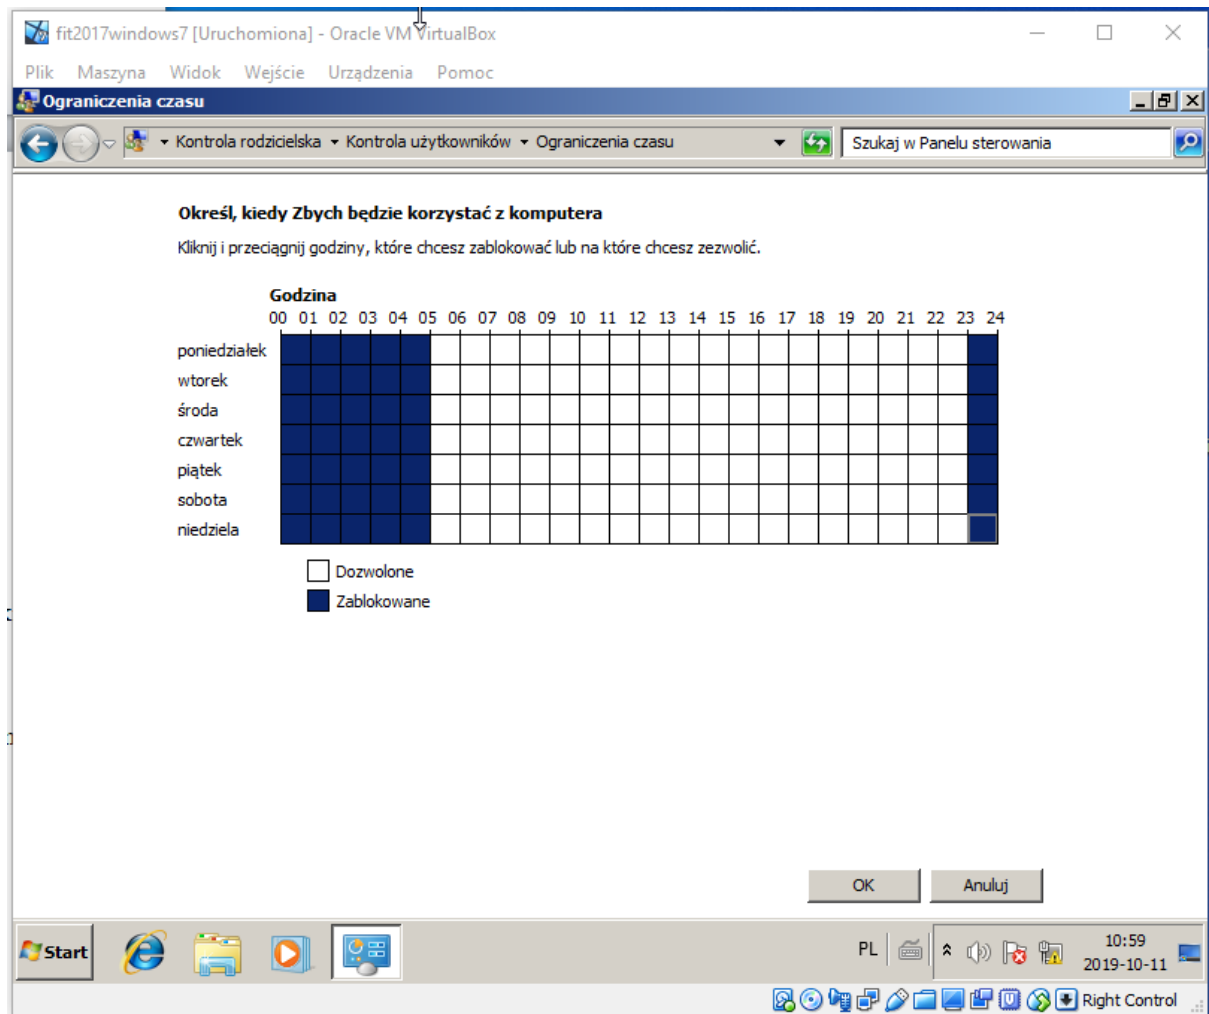 fit2017windows7 [Uruchomiona] - Oracle VM VirtualBox
Plik Maszyna Widok Wejście Urządzenia Pomoc
Ograniczenia czasu
Kontrola rodzicielska Kontrola użytkowników Ograniczenia czasu Szukaj w Panelu sterowania
Określ, kiedy Zbych będzie korzystać z komputera
Kliknij i przeciągnij godziny, które chcesz zablokować lub na które chcesz zezwolić.
Godzina
00 01 02 03 04 05 06 07 08 09 10 11 12 13 14 15 16 17 18 19 20 21 22 23 24
poniedziałek
wtorek
środa
czwartek
piątek
sobota
niedziela
Dozwolone
Zablokowane
OK Anuluj
Start PL 10:59
2019-10-11
Right Control